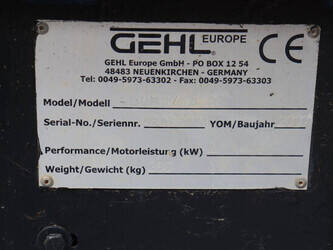 GEHL EUROPE CE
GEHL Europe GmbH - PO BOX 12 54
48483 NEUENKIRCHEN - GERMANY
Tel: 0049-5973-63302 - Fax: 0049-5973-63303
Model/Modell
Serial-No./Seriennr. YOM/Baujahr
Performance/Motorleistung (kW)
Weight/Gewicht (kg)